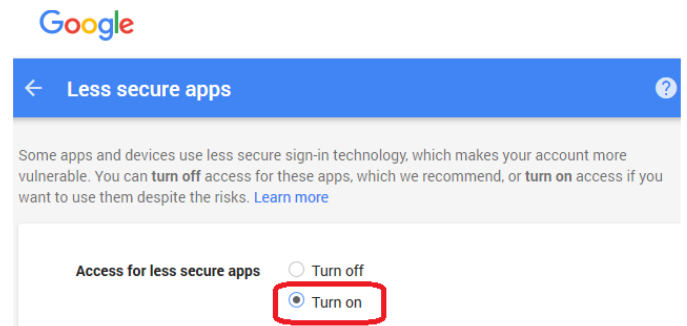 Google
Less secure apps
?
Some apps and devices use less secure sign-in technology, which makes your account more
vulnerable. You can turn off access for these apps, which we recommend, or turn on access if you
want to use them despite the risks. Learn more
Access for less secure apps
Turn off
Turn on